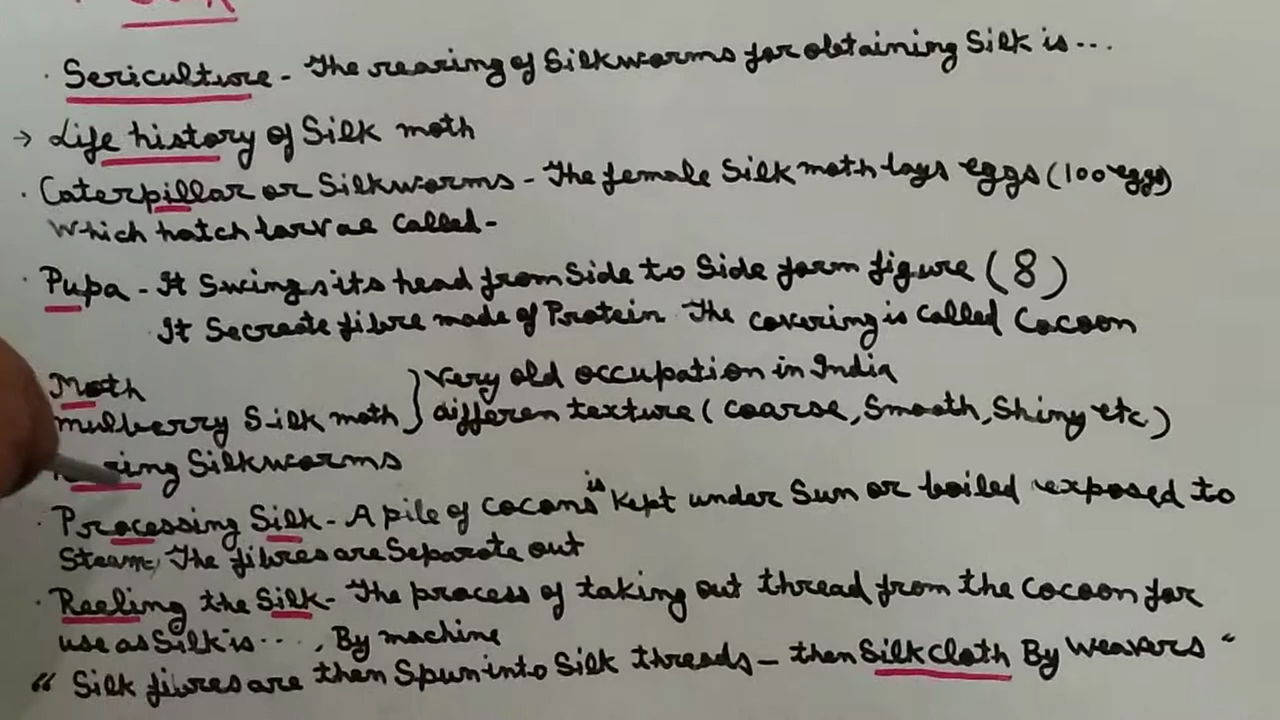 · Sericulture - The rearing of Silkworms for obtaining Silk is ...
→ Life history of Silk moth
· Caterpillar or Silkworms - The female Silk moth lays eggs (100 eggs)
Which hatch larvae Called -
· Pupa - It Swings its head from Side to Side form figure (8)
It Secreate fibre made of Protein The covering is called Cocoon
Moth } Very old occupation in India
mulberry Silk moth } differen texture (Coarse, Smooth, Shiny etc)
Silkworms
· Processing Silk - A pile of cocons is kept under Sun or boiled exposed to
Steam, The fibres are Separate out
· Reeling the Silk - The process of taking out thread from the Cocoon for
use as Silk is ...., By machine
“ Silk fibres are then Spun into Silk threads - then Silk cloth By Weavers “